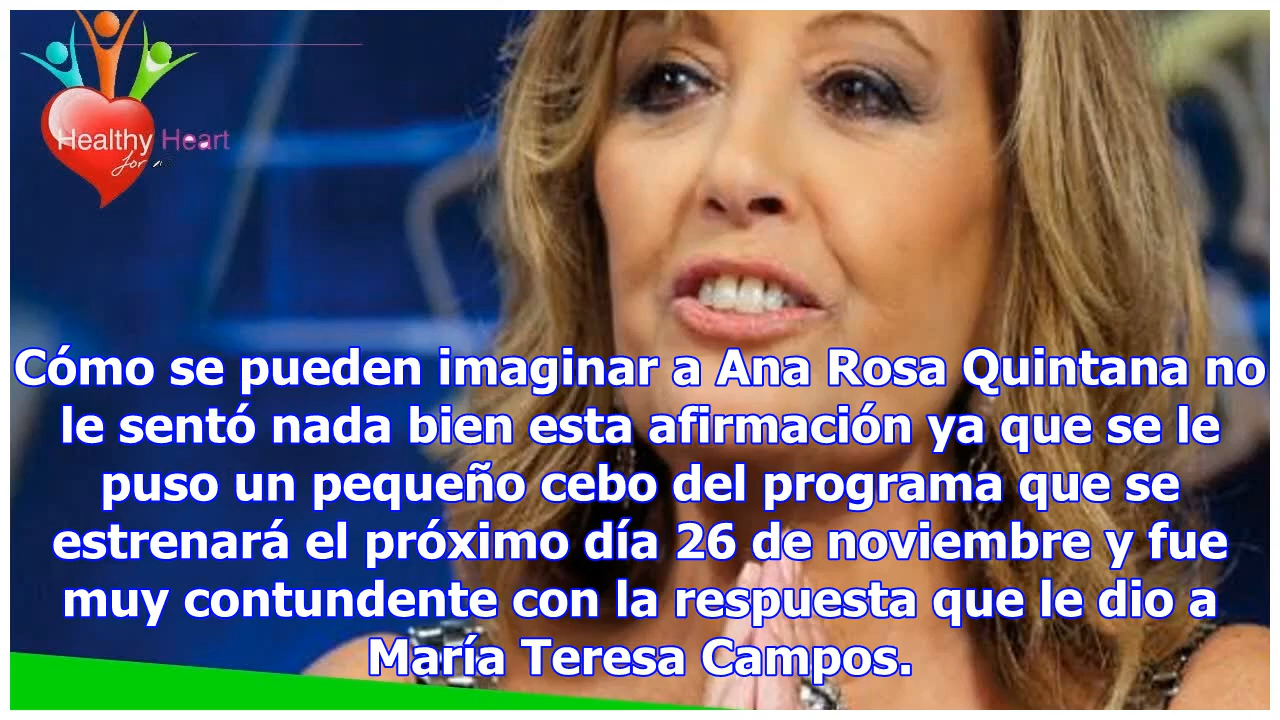 Healthy Heart
for
Cómo se pueden imaginar a Ana Rosa Quintana no
le sentó nada bien esta afirmación ya que se le
puso un pequeño cebo del programa que se
estrenará el próximo día 26 de noviembre y fue
muy contundente con la respuesta que le dio a
María Teresa Campos.